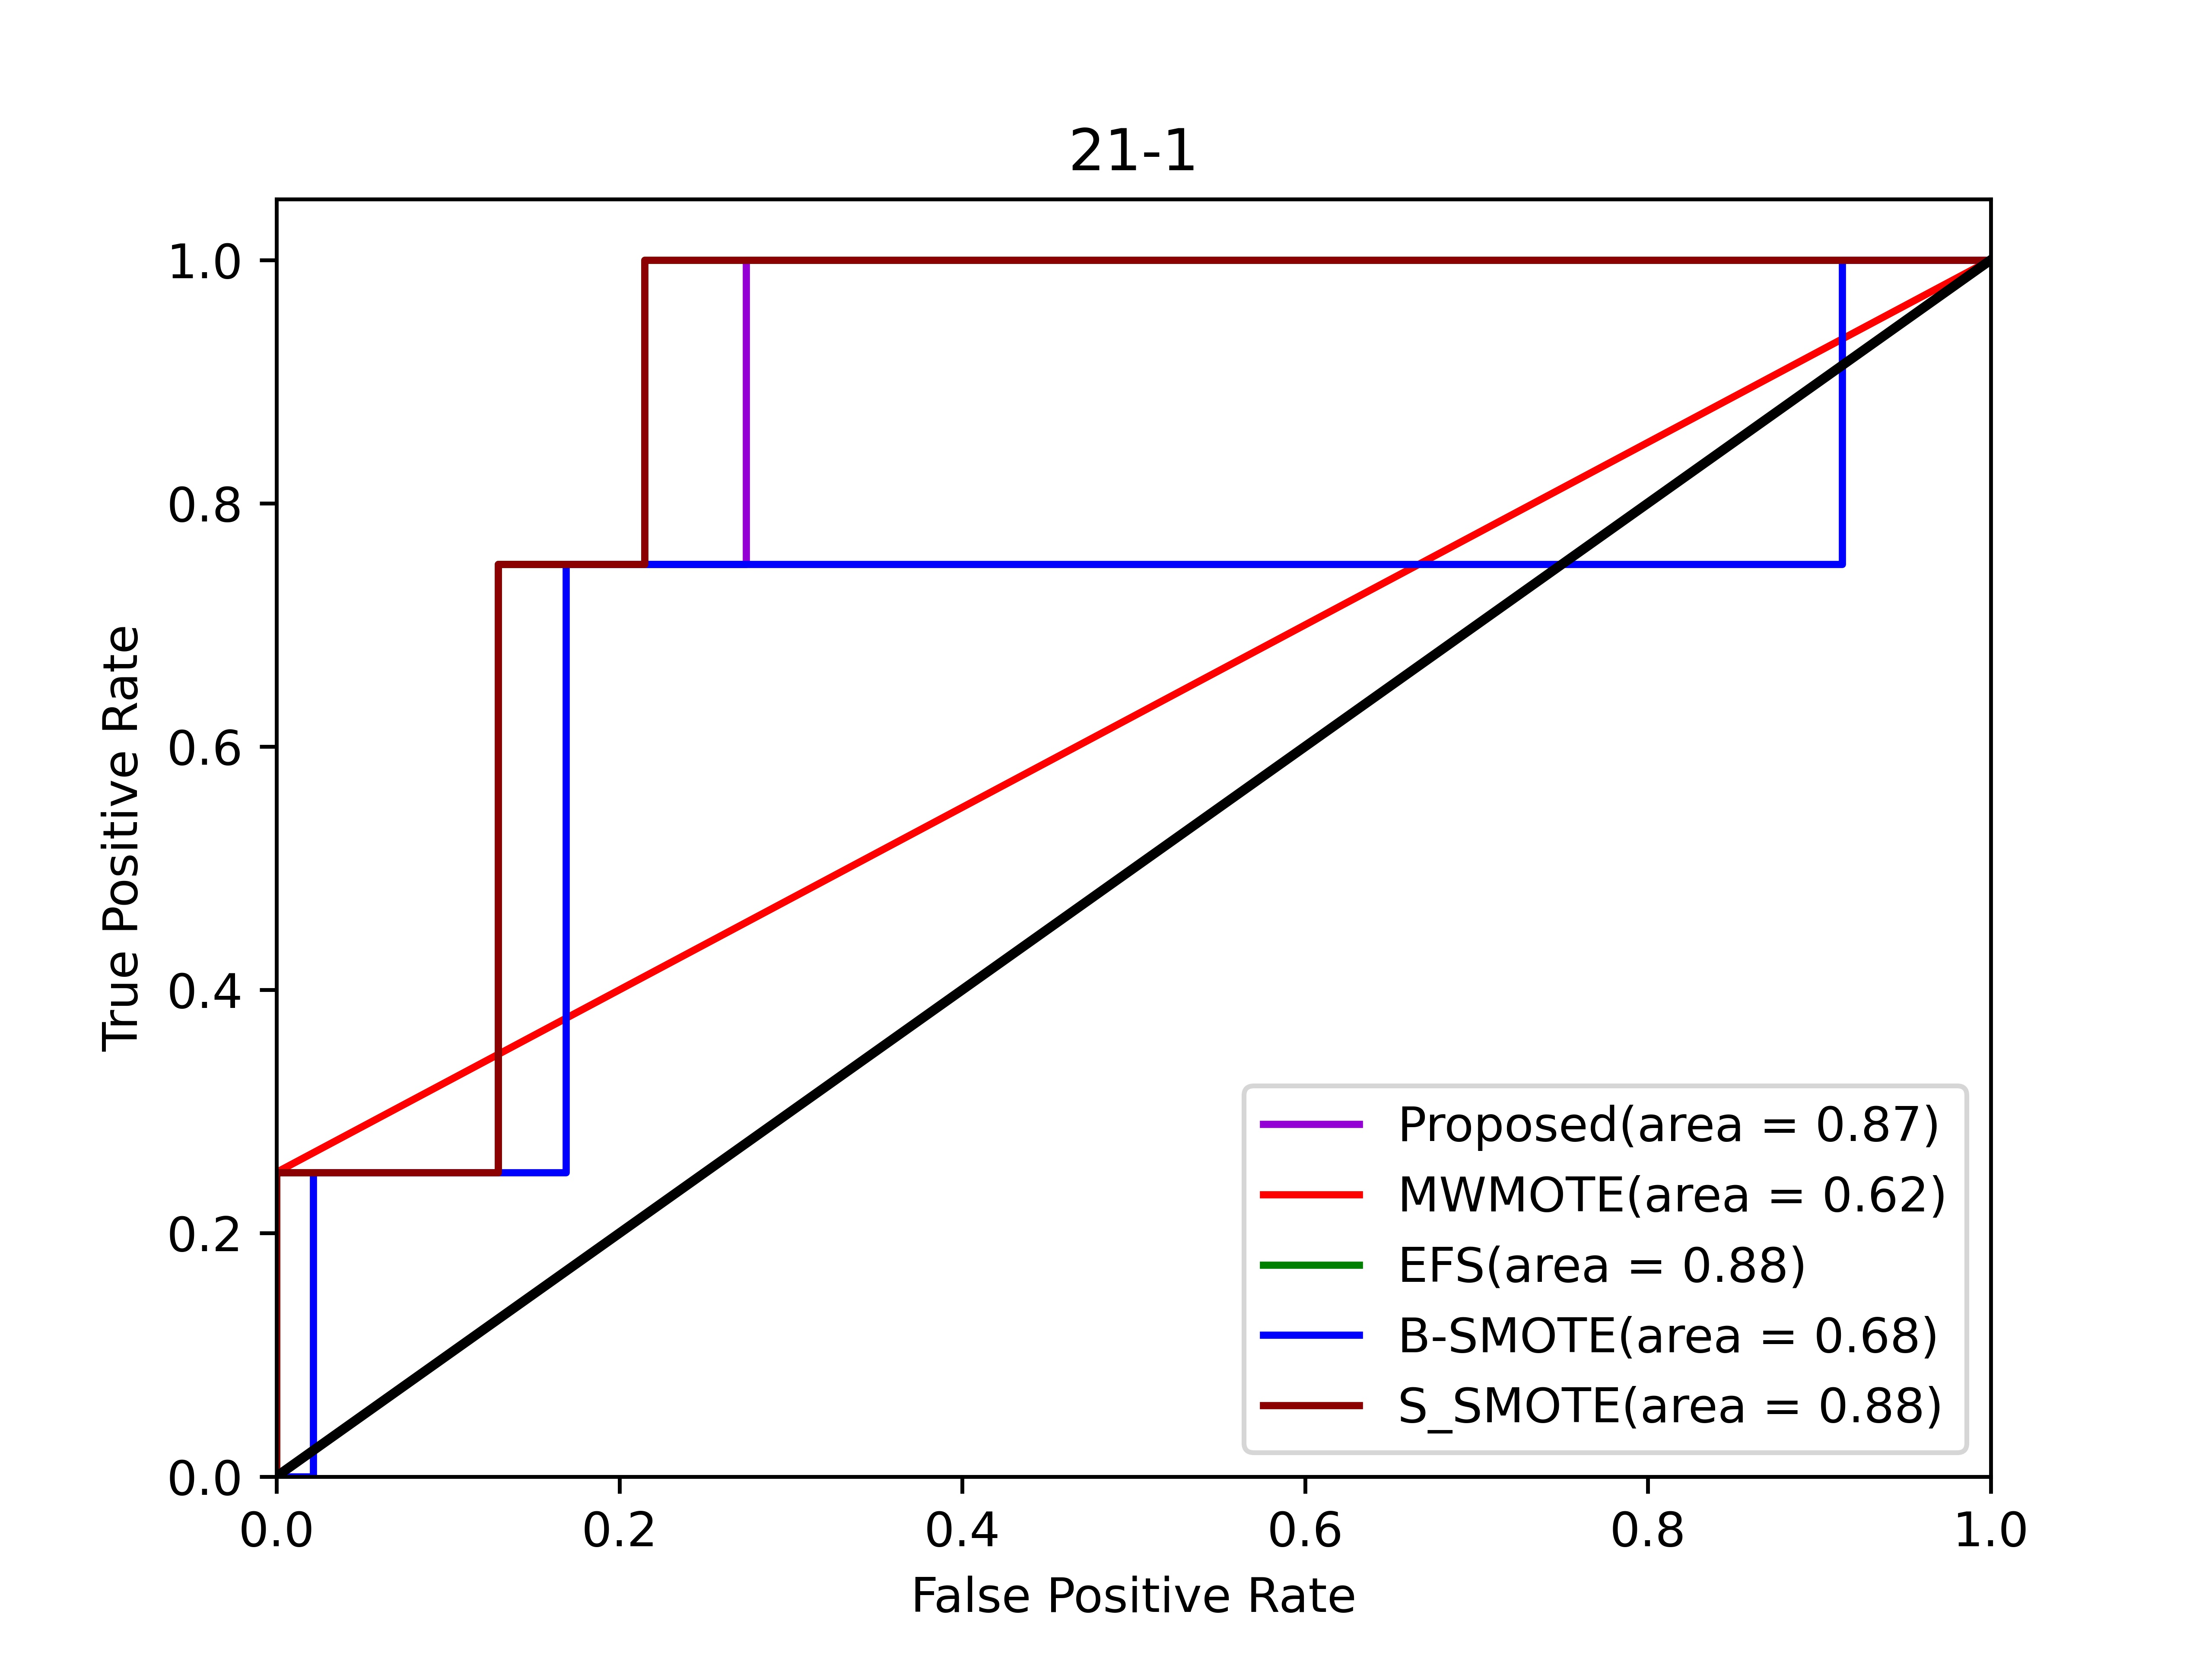 21-1
1.0
0.8
0.6
0.4
0.2
0.0
True Positive Rate
0.0 0.2 0.4 0.6 0.8 1.0
False Positive Rate
Proposed(area = 0.87)
MWMOTE(area = 0.62)
EFS(area = 0.88)
B-SMOTE(area = 0.68)
S_SMOTE(area = 0.88)